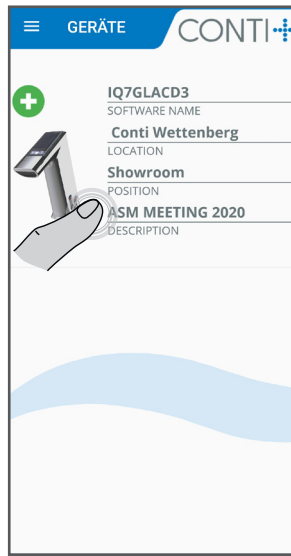 GERÄTE
CONTI+
IQ7GLACD3
SOFTWARE NAME
Conti Wettenberg
LOCATION
Showroom
POSITION
ASM MEETING 2020
DESCRIPTION